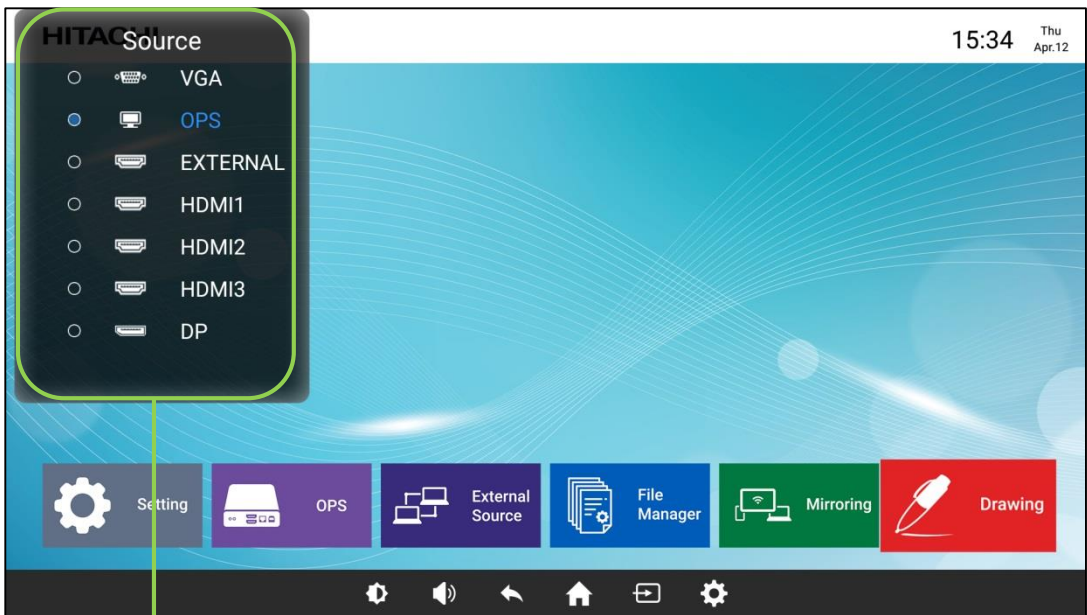 HITACHI
Source
15:34
Thu
Apr.12
VGA
OPS
EXTERNAL
HDMI1
HDMI2
HDMI3
DP
Setting
OPS
External
Source
File
Manager
Mirroring
Drawing